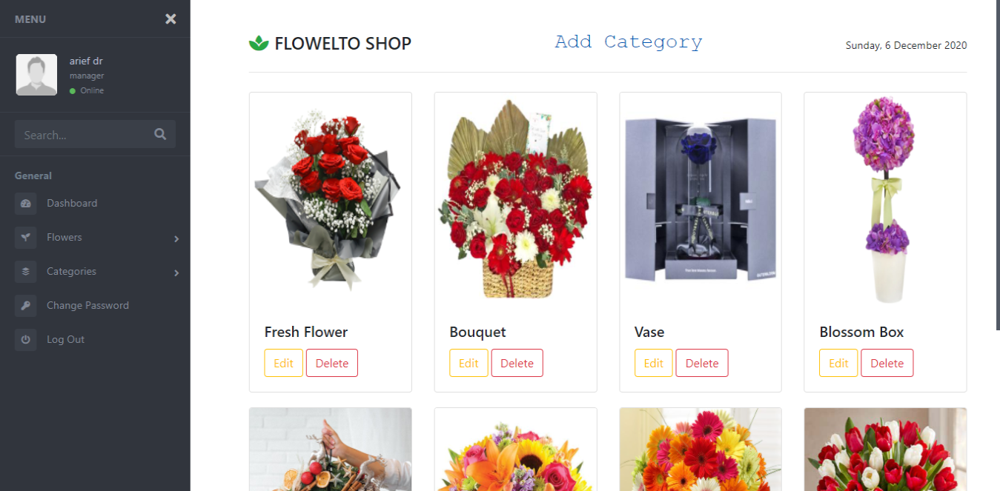 MENU
arief dr
manager
Online
Search...
General
Dashboard
Flowers
Categories
Change Password
Log Out
FLOWELTO SHOP
Add Category
Sunday, 6 December 2020
Fresh Flower
Edit Delete
Bouquet
Edit Delete
Vase
Edit Delete
Blossom Box
Edit Delete